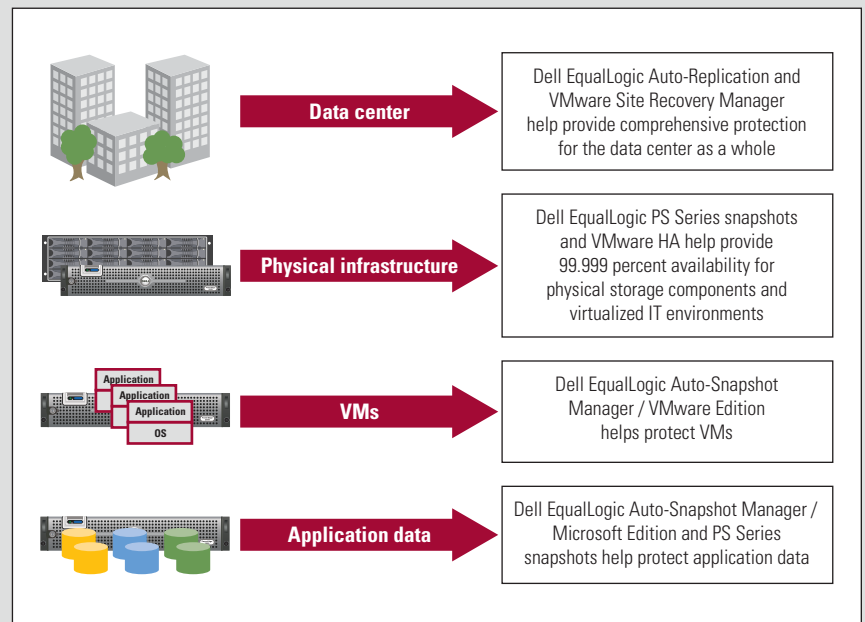 Data center
Dell EqualLogic Auto-Replication and
VMware Site Recovery Manager
help provide comprehensive protection
for the data center as a whole
Physical infrastructure
Dell EqualLogic PS Series snapshots
and VMware HA help provide
99.999 percent availability for
physical storage components and
virtualized IT environments
Application
Application
Application
OS
VMs
Dell EqualLogic Auto-Snapshot
Manager / VMware Edition
helps protect VMs
Application data
Dell EqualLogic Auto-Snapshot Manager /
Microsoft Edition and PS Series
snapshots help protect application data